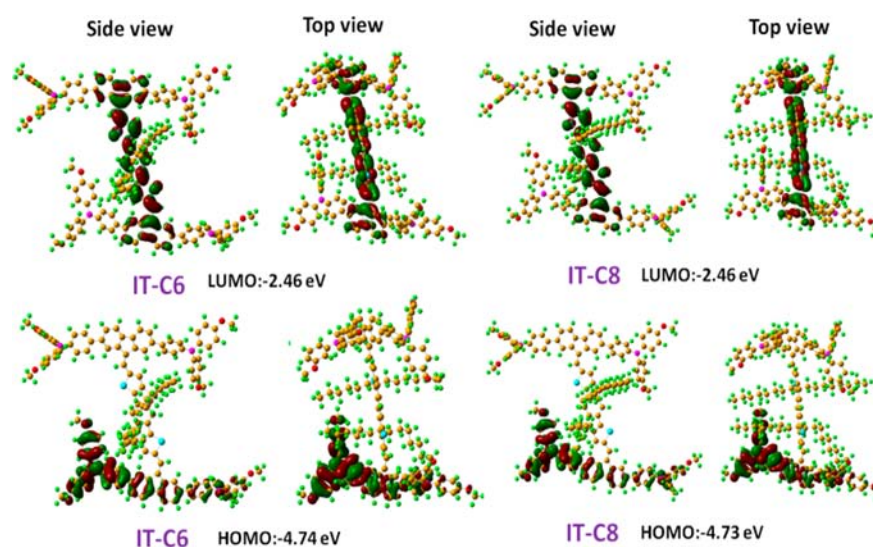 Side view Top view Side view Top view
IT-C6 LUMO:-2.46 eV IT-C8 LUMO:-2.46 eV
IT-C6 HOMO:-4.74 eV IT-C8 HOMO:-4.73 eV